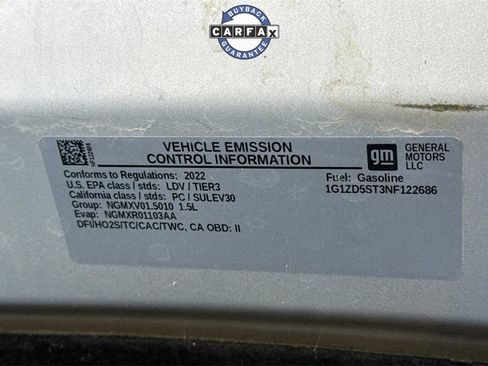 BUYBACK
CARFAX
GUARANTEE
NF122686
VEHICLE EMISSION
CONTROL INFORMATION
gm
GENERAL
MOTORS
LLC
Conforms to Regulations: 2022
U.S. EPA class / stds: LDV / TIER3
California class / stds: PC / SULEV30
Group: NGMXV01.5010 1.5L
Evap: NGMXR01103AA
DFI/HO2S/TC/CAC/TWC, CA OBD: II
Fuel: Gasoline
1G1ZD5ST3NF122686